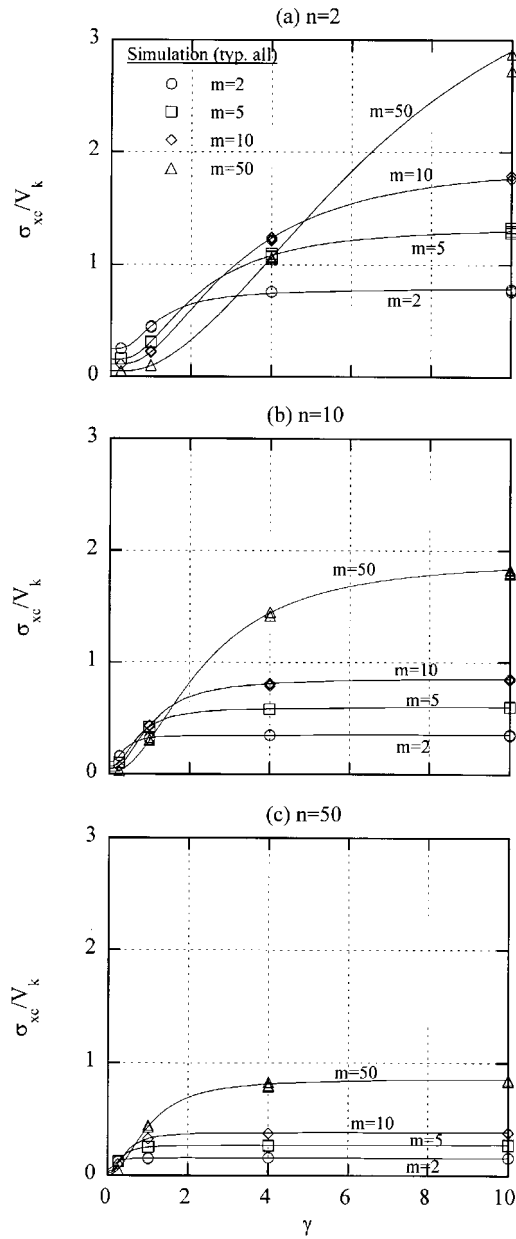 (a) n=2
3
Simulation (typ. all)
m=2
m=5
m=10
m=50
m=50
2
m=10
σxc/Vk
m=5
1
m=2
0
(b) n=10
3
2
m=50
σxc/Vk
1
m=10
m=5
m=2
0
(c) n=50
3
2
σxc/Vk
1
m=50
m=10
m=5
m=2
0
0 2 4 6 8 10
γ